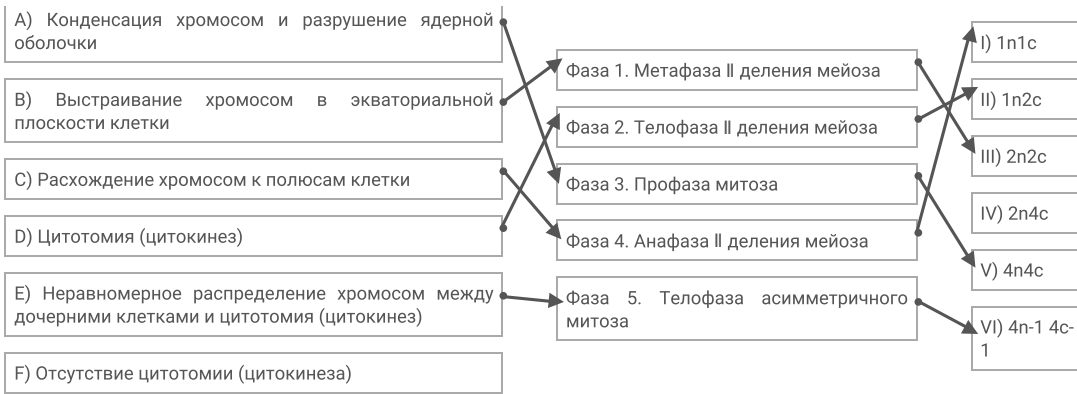 A) Конденсация хромосом и разрушение ядерной
оболочки
B) Выстраивание хромосом в экваториальной
плоскости клетки
C) Расхождение хромосом к полюсам клетки
D) Цитотомия (цитокинез)
E) Неравномерное распределение хромосом между
дочерними клетками и цитотомия (цитокинез)
F) Отсутствие цитотомии (цитокинеза)
Фаза 1. Метафаза II деления мейоза
Фаза 2. Телофаза II деления мейоза
Фаза 3. Профаза митоза
Фаза 4. Анафаза II деления мейоза
Фаза 5. Телофаза асимметричного
митоза
I) 1n1c
II) 1n2c
III) 2n2c
IV) 2n4c
V) 4n4c
VI) 4n-1 4c-
1